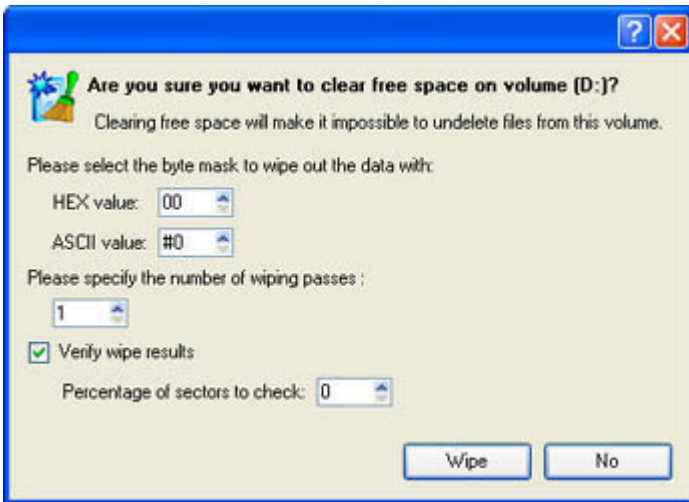 ?
Are you sure you want to clear free space on volume (D:)?
Clearing free space will make it impossible to undelete files from this volume.
Please select the byte mask to wipe out the data with:
HEX value: 00
ASCII value: #0
Please specify the number of wiping passes :
1
Verify wipe results
Percentage of sectors to check: 0
Wipe No